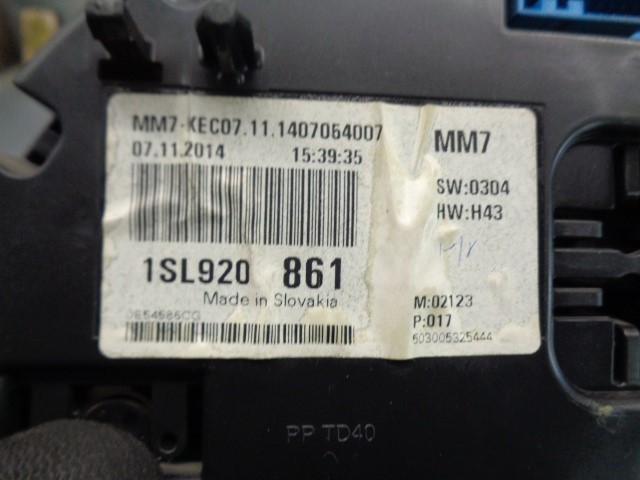 MM7-KEC07.11.1407064007
07.11.2014 15:39:35
MM7
SW:0304
HW:H43
1SL920 861
Made in Slovakia
M:02123
P:017
503005325444
PP TD40